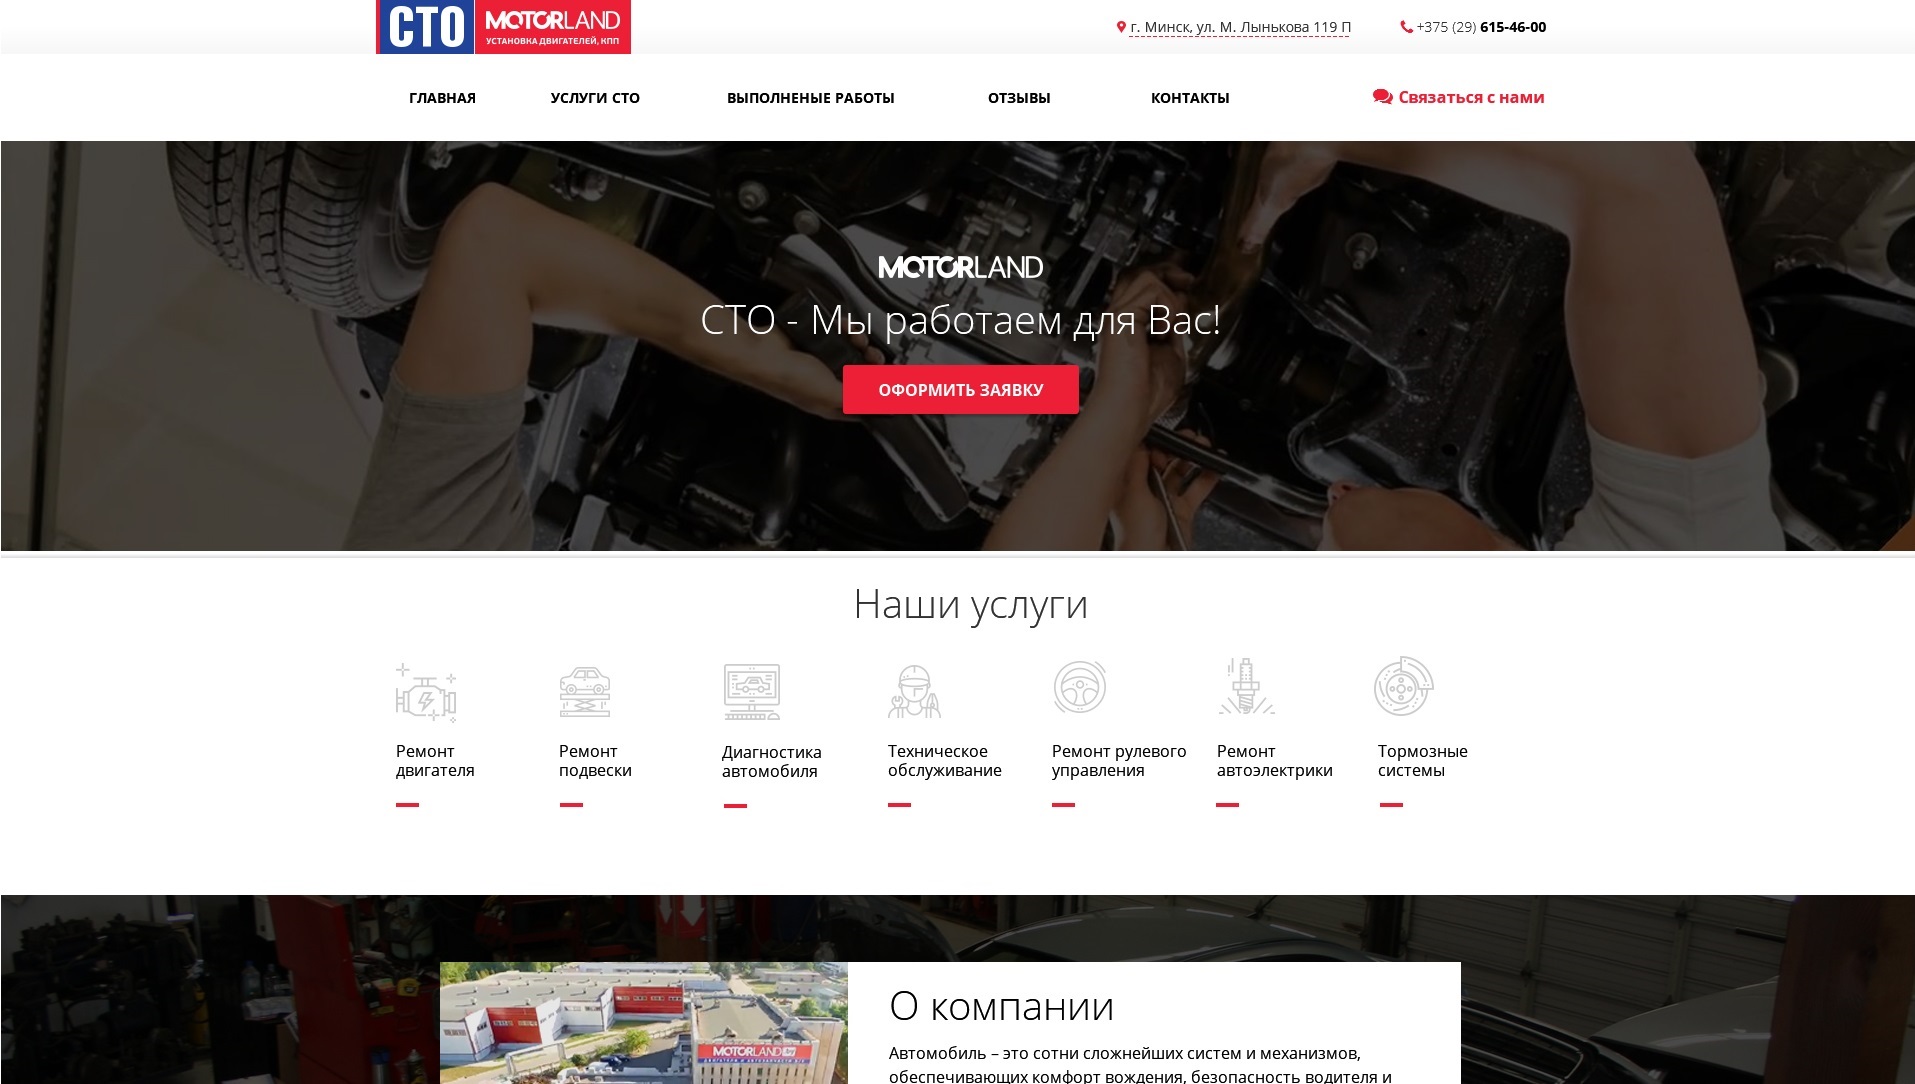 СТО
MOTORLAND
УСТАНОВКА ДВИГАТЕЛЕЙ, КПП
г. Минск, ул. М. Лынькова 119 П
+375 (29) 615-46-00
ГЛАВНАЯ
УСЛУГИ СТО
ВЫПОЛНЕНЫЕ РАБОТЫ
ОТЗЫВЫ
КОНТАКТЫ
Связаться с нами
MOTORLAND
СТО - Мы работаем для Вас!
ОФОРМИТЬ ЗАЯВКУ
Наши услуги
Ремонт
двигателя
Ремонт
подвески
Диагностика
автомобиля
Техническое
обслуживание
Ремонт рулевого
управления
Ремонт
автоэлектрики
Тормозные
системы
MOTORLAND
О компании
Автомобиль – это сотни сложнейших систем и механизмов,
обеспечивающих комфорт вождения, безопасность водителя и